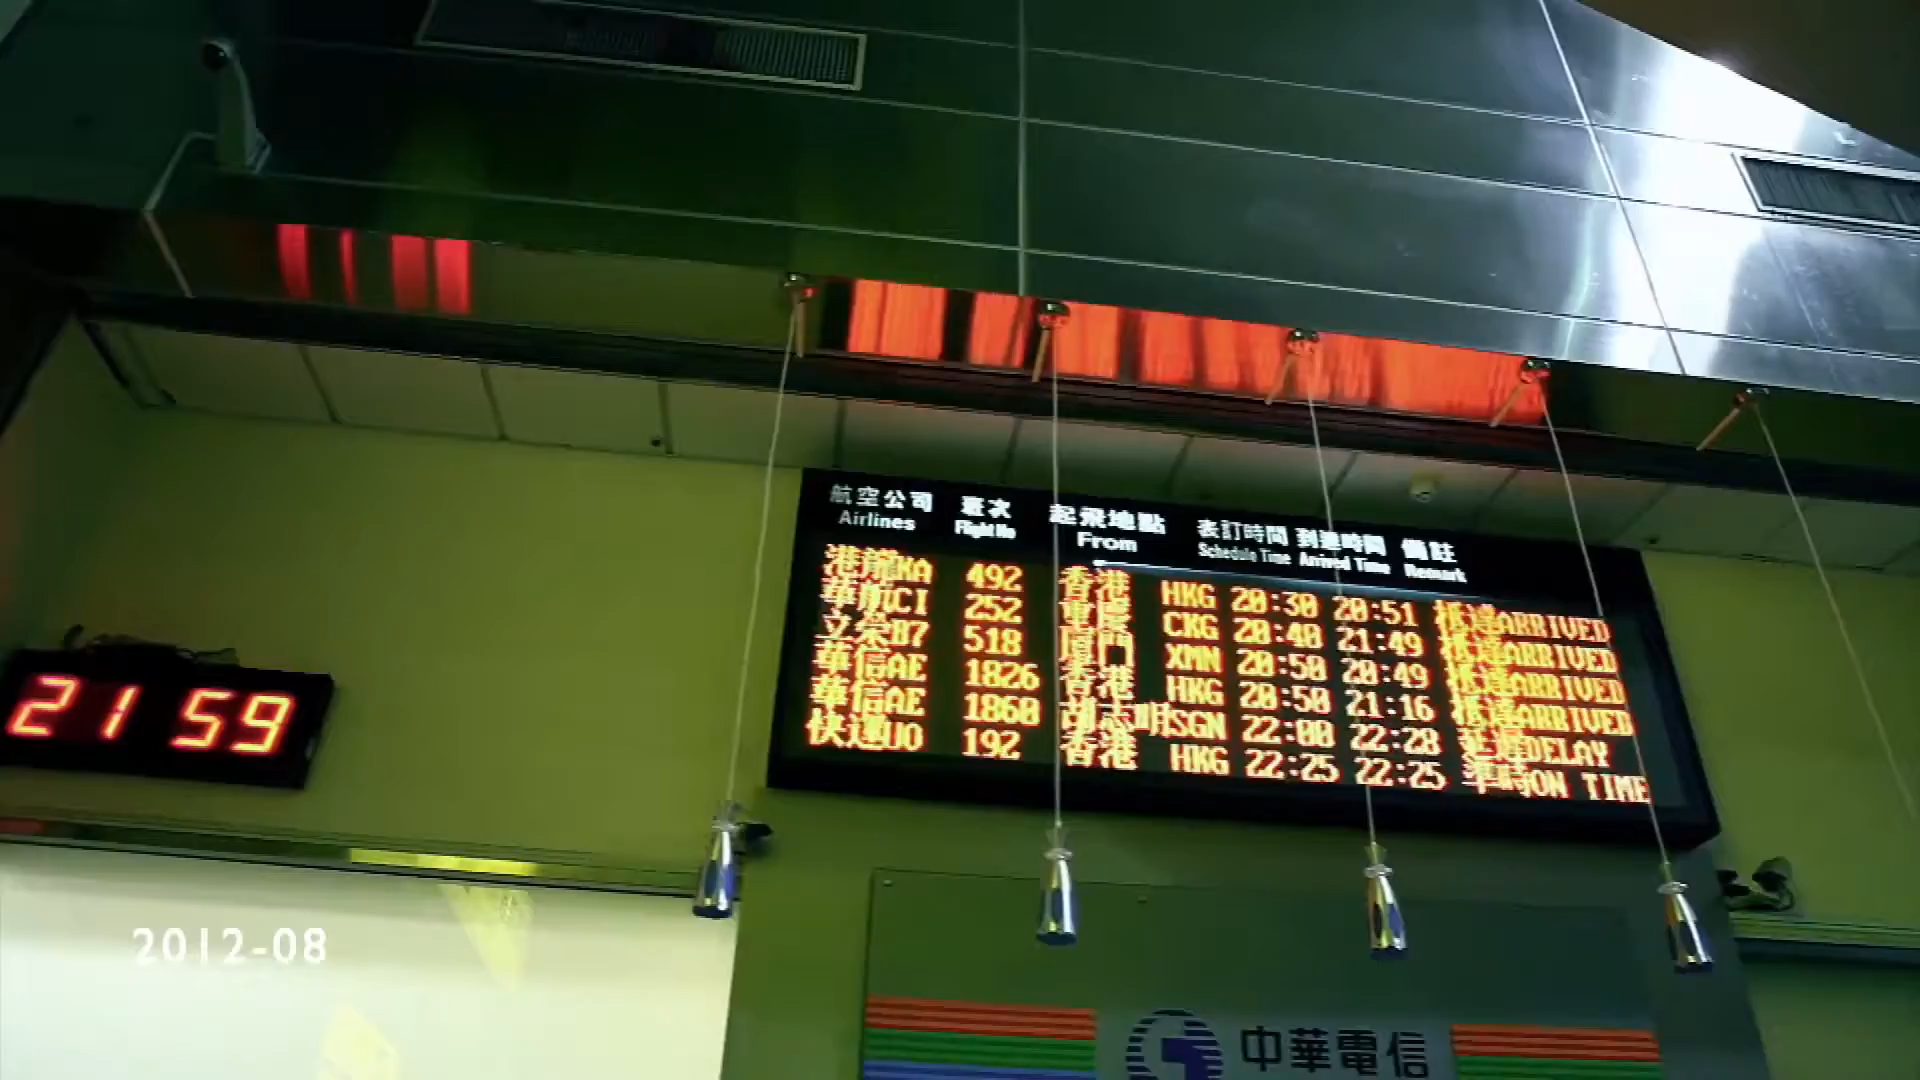 航空公司 班次 起飛地點 表訂時間 到達時間 備註
Airlines Flight No From Schedule Time Arrived Time Remark
港龍KA 492 香港 HKG 20:30 20:51 抵達ARRIVED
華航CI 252 重慶 CKG 20:40 21:49 抵達ARRIVED
立榮B7 518 廈門 XMN 20:50 20:49 抵達ARRIVED
華信AE 1826 香港 HKG 20:50 21:16 抵達ARRIVED
華信AE 1860 胡志明SGN 22:00 22:28 延遲DELAY
快遞JO 192 香港 HKG 22:25 22:25 準時ON TIME
21 59
2012-08
中華電信